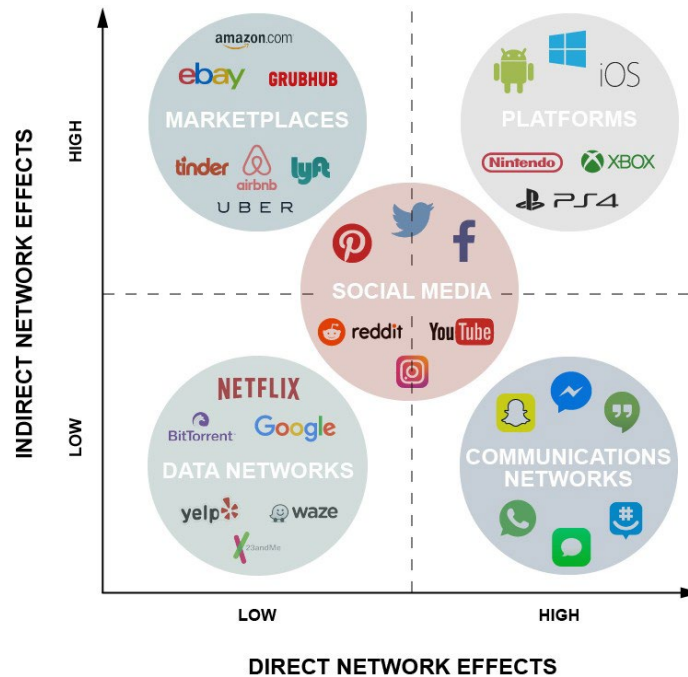 amazon.com
ebay
GRUBHUB
MARKETPLACES
tinder
airbnb
lyft
UBER
iOS
PLATFORMS
Nintendo
XBOX
PS4
SOCIAL MEDIA
reddit
YouTube
NETFLIX
BitTorrent
Google
DATA NETWORKS
yelp
waze
23andMe
COMMUNICATIONS
NETWORKS
INDIRECT NETWORK EFFECTS
HIGH
LOW
LOW
HIGH
DIRECT NETWORK EFFECTS